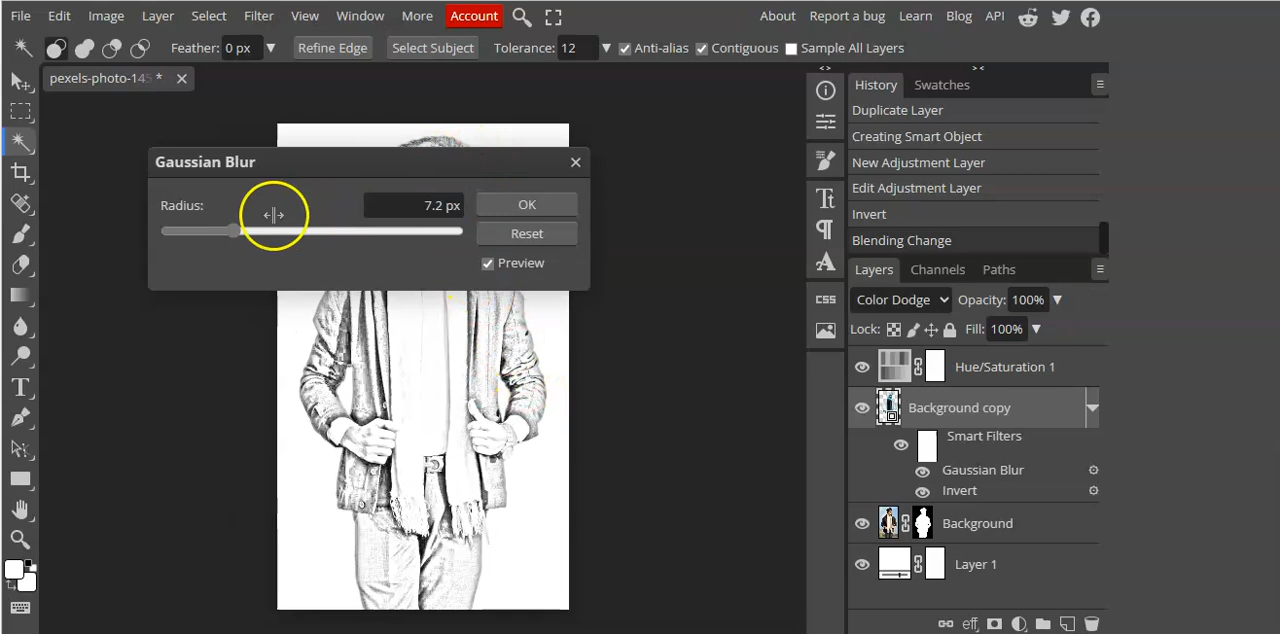 File Edit Image Layer Select Filter View Window More Account About Report a bug Learn Blog API
Feather: 0 px Refine Edge Select Subject Tolerance: 12 Anti-alias Contiguous Sample All Layers
pexels-photo-145 *
Gaussian Blur
Radius: 7.2 px OK
Reset
Preview
CSS
History Swatches
Duplicate Layer
Creating Smart Object
New Adjustment Layer
Edit Adjustment Layer
Invert
Blending Change
Layers Channels Paths
Color Dodge Opacity: 100%
Lock: Fill: 100%
Hue/Saturation 1
Background copy
Smart Filters
Gaussian Blur
Invert
Background
Layer 1
eff